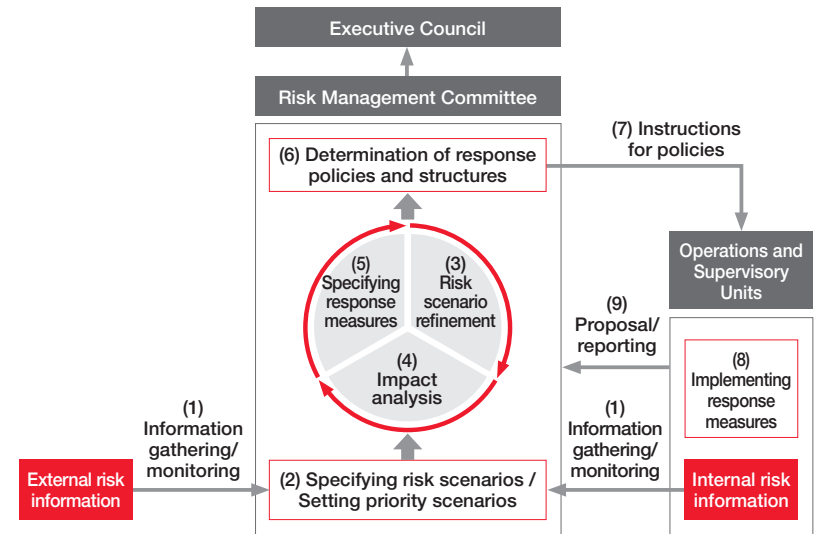 Executive Council
Risk Management Committee
(6) Determination of response
policies and structures
(7) Instructions
for policies
Operations and
Supervisory
Units
(5)
Specifying
response
measures
(3)
Risk
scenario
refinement
(4)
Impact
analysis
(9)
Proposal/
reporting
(8)
Implementing
response
measures
(1)
Information
gathering/
monitoring
(1)
Information
gathering/
monitoring
External risk
information
(2) Specifying risk scenarios /
Setting priority scenarios
Internal risk
information